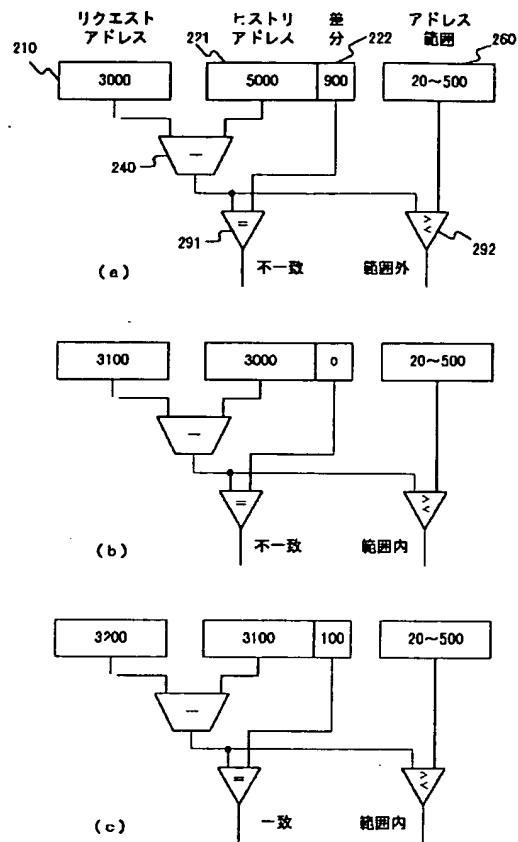 リクエスト
アドレス
ヒストリ
アドレス
差
分
アドレス
範囲
210
221
222
260
3000
5000
900
20~500
240
−
=
291
292
(a)
不一致
範囲外
3100
3000
0
20~500
−
=
(b)
不一致
範囲内
3200
3100
100
20~500
−
=
(c)
一致
範囲内